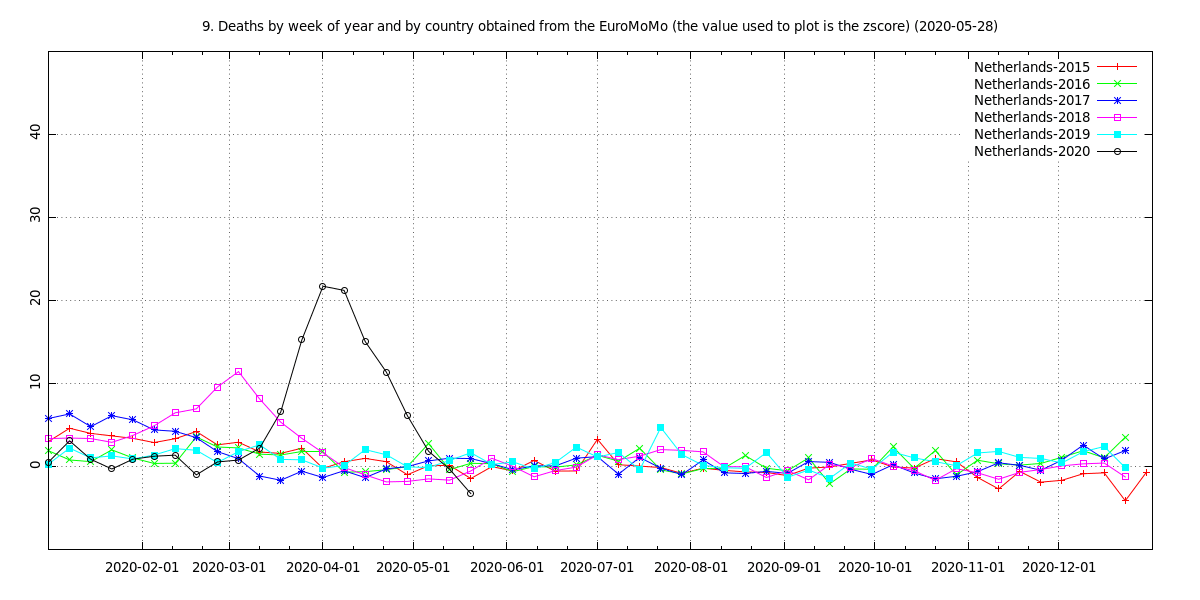 9. Deaths by week of year and by country obtained from the EuroMoMo (the value used to plot is the zscore) (2020-05-28)
Netherlands-2015
Netherlands-2016
Netherlands-2017
Netherlands-2018
Netherlands-2019
Netherlands-2020
40
30
20
10
0
2020-02-01 2020-03-01 2020-04-01 2020-05-01 2020-06-01 2020-07-01 2020-08-01 2020-09-01 2020-10-01 2020-11-01 2020-12-01